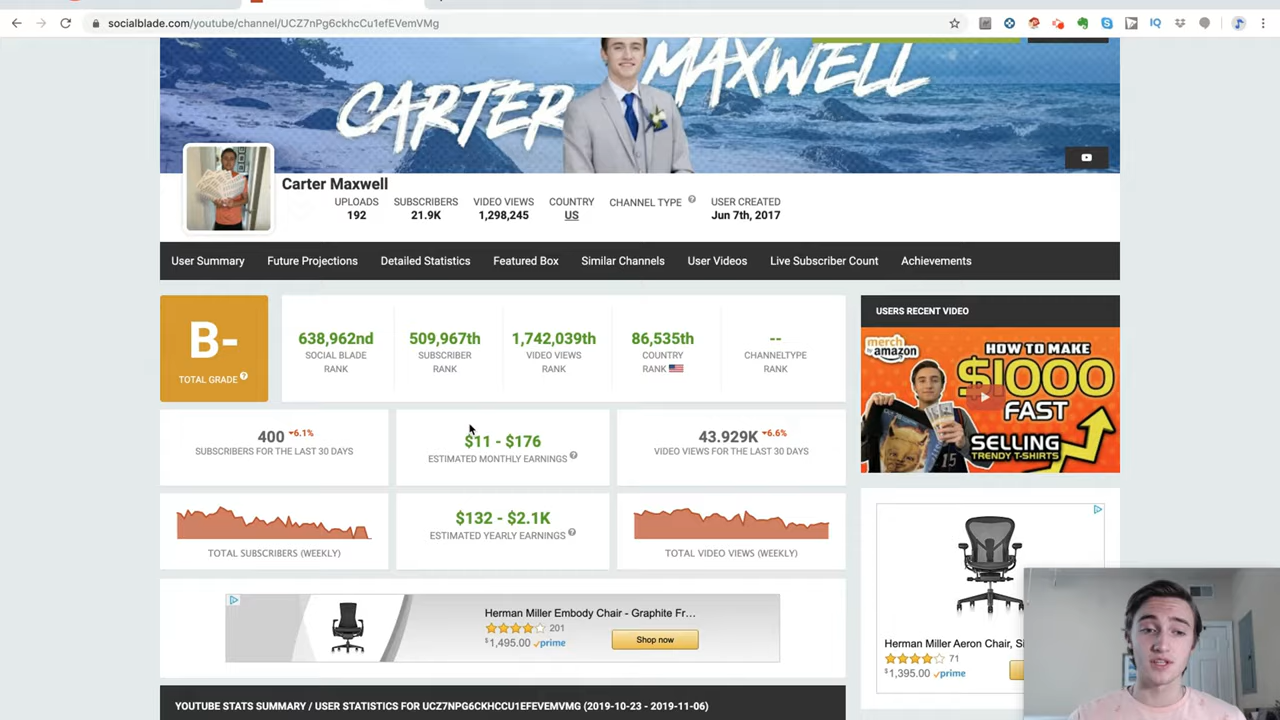 socialblade.com/youtube/channel/UCZ7nPg6ckhcCu1efEVemVMg
IQ
CARTER MAXWELL
Carter Maxwell
UPLOADS
192
SUBSCRIBERS
21.9K
VIDEO VIEWS
1,298,245
COUNTRY
US
CHANNEL TYPE ?
USER CREATED
Jun 7th, 2017
User Summary
Future Projections
Detailed Statistics
Featured Box
Similar Channels
User Videos
Live Subscriber Count
Achievements
B-
TOTAL GRADE ?
638,962nd
SOCIAL BLADE
RANK
509,967th
SUBSCRIBER
RANK
1,742,039th
VIDEO VIEWS
RANK
86,535th
COUNTRY
RANK
--
CHANNELTYPE
RANK
400 -6.1%
SUBSCRIBERS FOR THE LAST 30 DAYS
$11 - $176
ESTIMATED MONTHLY EARNINGS ?
43.929K -6.6%
VIDEO VIEWS FOR THE LAST 30 DAYS
TOTAL SUBSCRIBERS (WEEKLY)
$132 - $2.1K
ESTIMATED YEARLY EARNINGS ?
TOTAL VIDEO VIEWS (WEEKLY)
USERS RECENT VIDEO
merch
by amazon
HOW TO MAKE
$1000
FAST
SELLING
TRENDY T-SHIRTS
15
Herman Miller Embody Chair - Graphite Fr...
201
$1,495.00 prime
Shop now
Herman Miller Aeron Chair, Si
71
$1,395.00 prime
YOUTUBE STATS SUMMARY / USER STATISTICS FOR UCZ7NPG6CKHCCU1EFEVEMVMG (2019-10-23 - 2019-11-06)